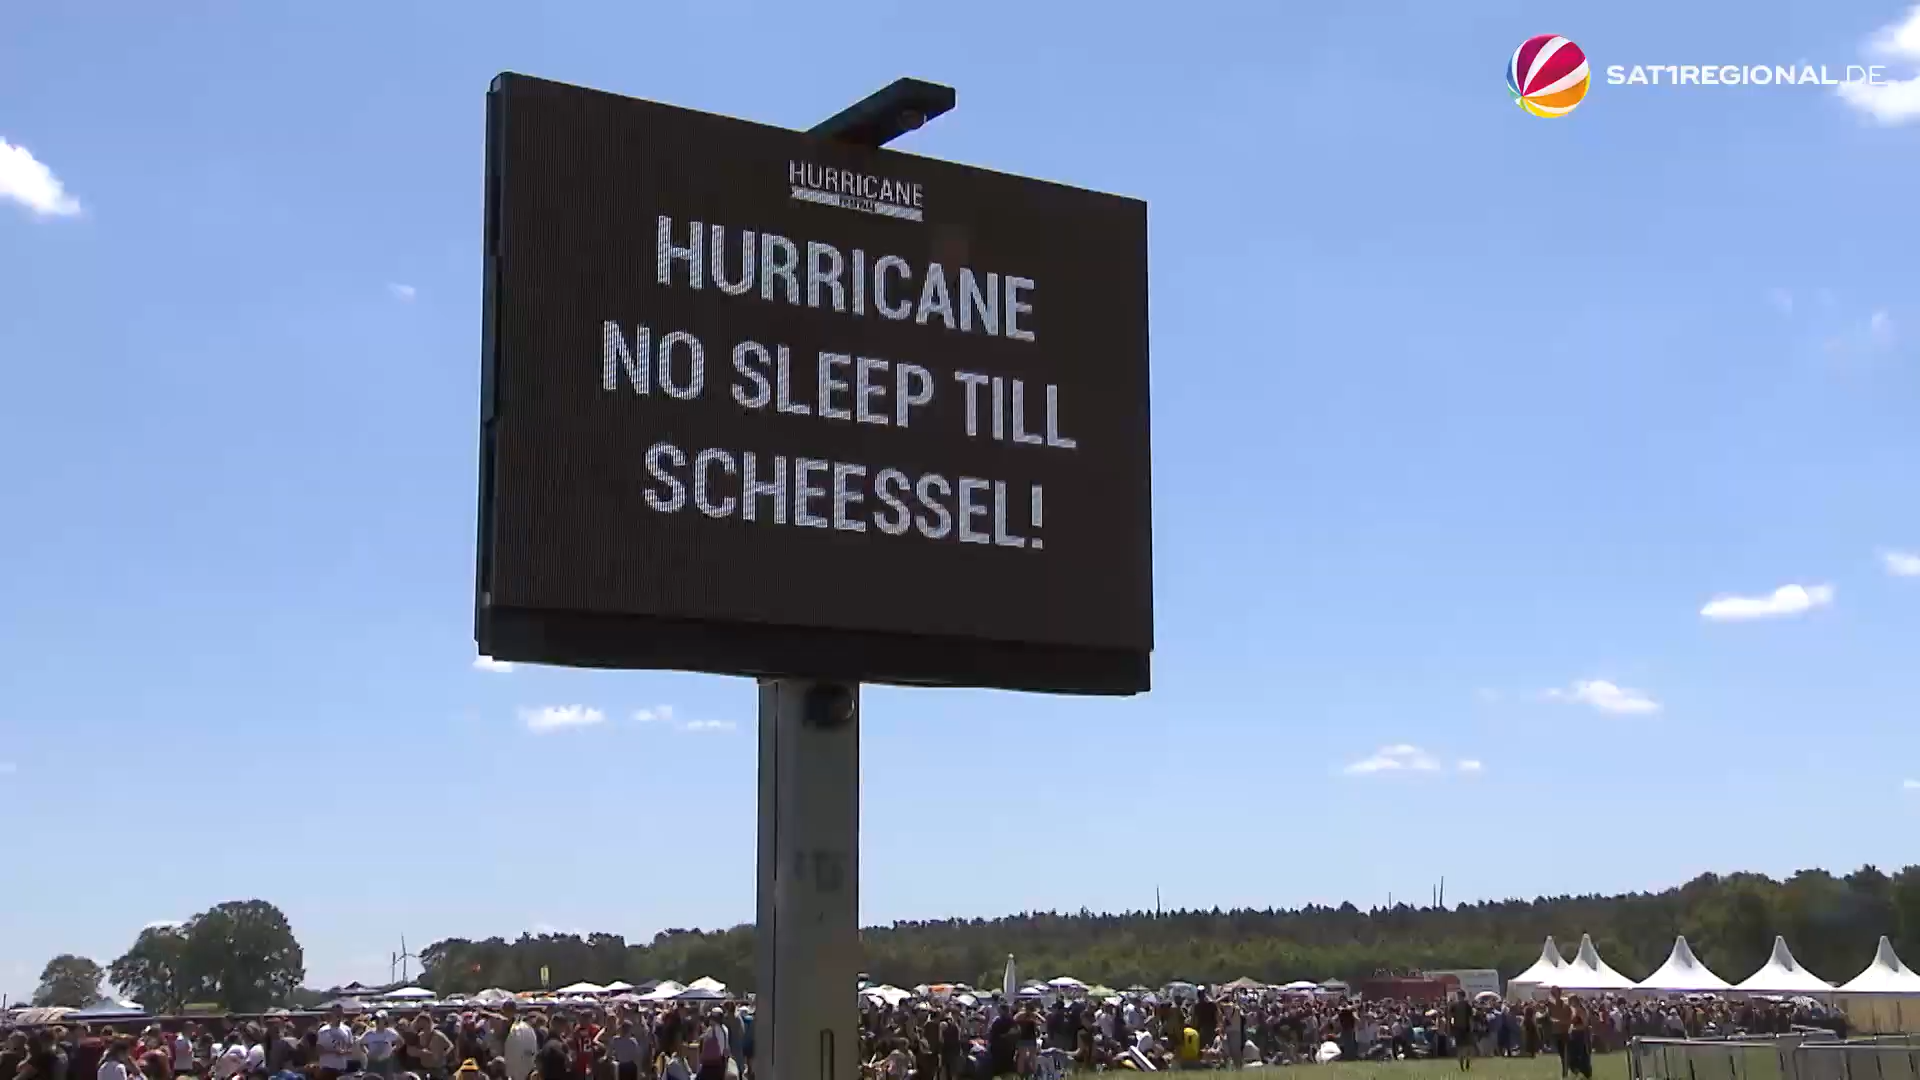 SAT1REGIONAL.DE
HURRICANE
HURRICANE
NO SLEEP TILL
SCHEESSEL!